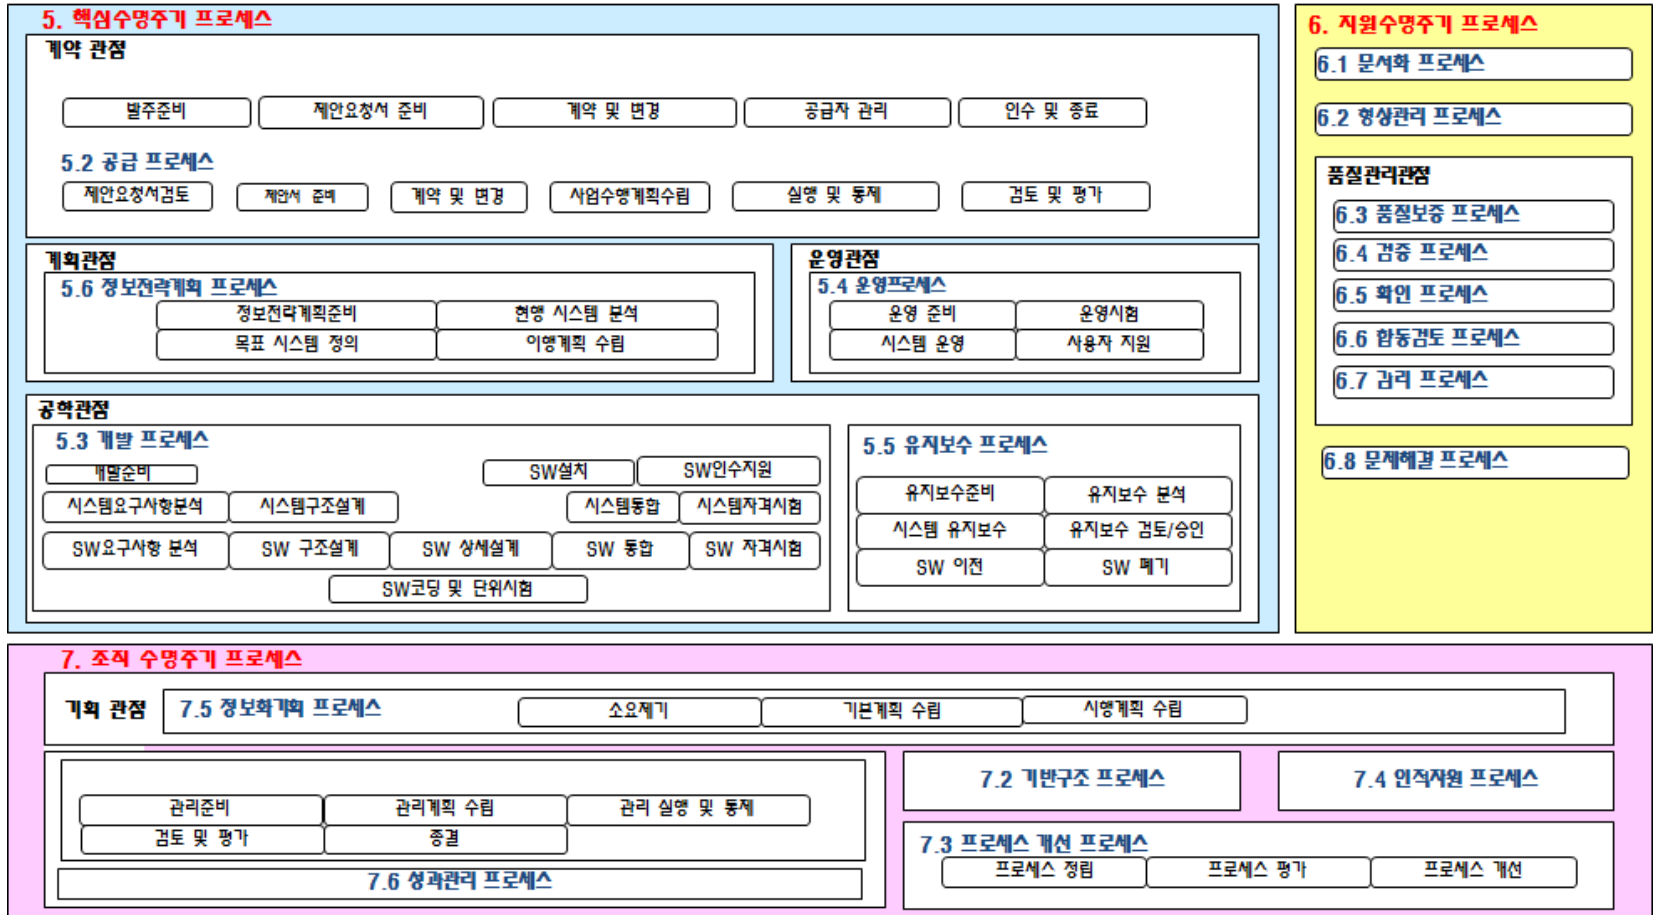 5. 핵심수명주기 프로세스
계약 관점
발주준비
제안요청서 준비
계약 및 변경
공급자 관리
인수 및 종료
5.2 공급 프로세스
제안요청서검토
제안서 준비
계약 및 변경
사업수행계획수립
실행 및 통제
검토 및 평가
계획관점
5.6 정보전략계획 프로세스
정보전략계획준비
현행 시스템 분석
목표 시스템 정의
이행계획 수립
운영관점
5.4 운영프로세스
운영 준비
운영시험
시스템 운영
사용자 지원
공학관점
5.3 개발 프로세스
개발준비
SW설치
SW인수지원
시스템요구사항분석
시스템구조설계
시스템통합
시스템자격시험
SW요구사항 분석
SW 구조설계
SW 상세설계
SW 통합
SW 자격시험
SW코딩 및 단위시험
5.5 유지보수 프로세스
유지보수준비
유지보수 분석
시스템 유지보수
유지보수 검토/승인
SW 이전
SW 폐기
6. 지원수명주기 프로세스
6.1 문서화 프로세스
6.2 형상관리 프로세스
품질관리관점
6.3 품질보증 프로세스
6.4 검증 프로세스
6.5 확인 프로세스
6.6 합동검토 프로세스
6.7 감리 프로세스
6.8 문제해결 프로세스
7. 조직 수명주기 프로세스
기획 관점
7.5 정보화기획 프로세스
소요제기
기본계획 수립
시행계획 수립
관리준비
관리계획 수립
관리 실행 및 통제
검토 및 평가
종결
7.6 성과관리 프로세스
7.2 기반구조 프로세스
7.4 인적자원 프로세스
7.3 프로세스 개선 프로세스
프로세스 정립
프로세스 평가
프로세스 개선